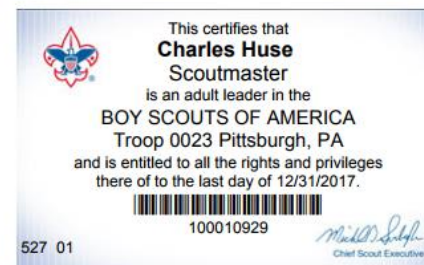 This certifies that
Charles Huse
Scoutmaster
is an adult leader in the
BOY SCOUTS OF AMERICA
Troop 0023 Pittsburgh, PA
and is entitled to all the rights and privileges
there of to the last day of 12/31/2017.
100010929
527 01
Chief Scout Executive